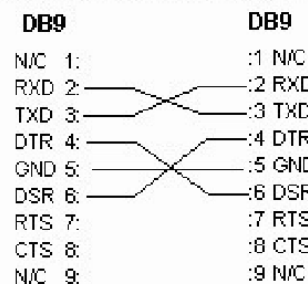 DB9 DB9
N/C 1: :1 N/C
RXD 2: :2 RXD
TXD 3: :3 TXD
DTR 4: :4 DTR
GND 5: :5 GND
DSR 6: :6 DSR
RTS 7: :7 RTS
CTS 8: :8 CTS
N/C 9: :9 N/C